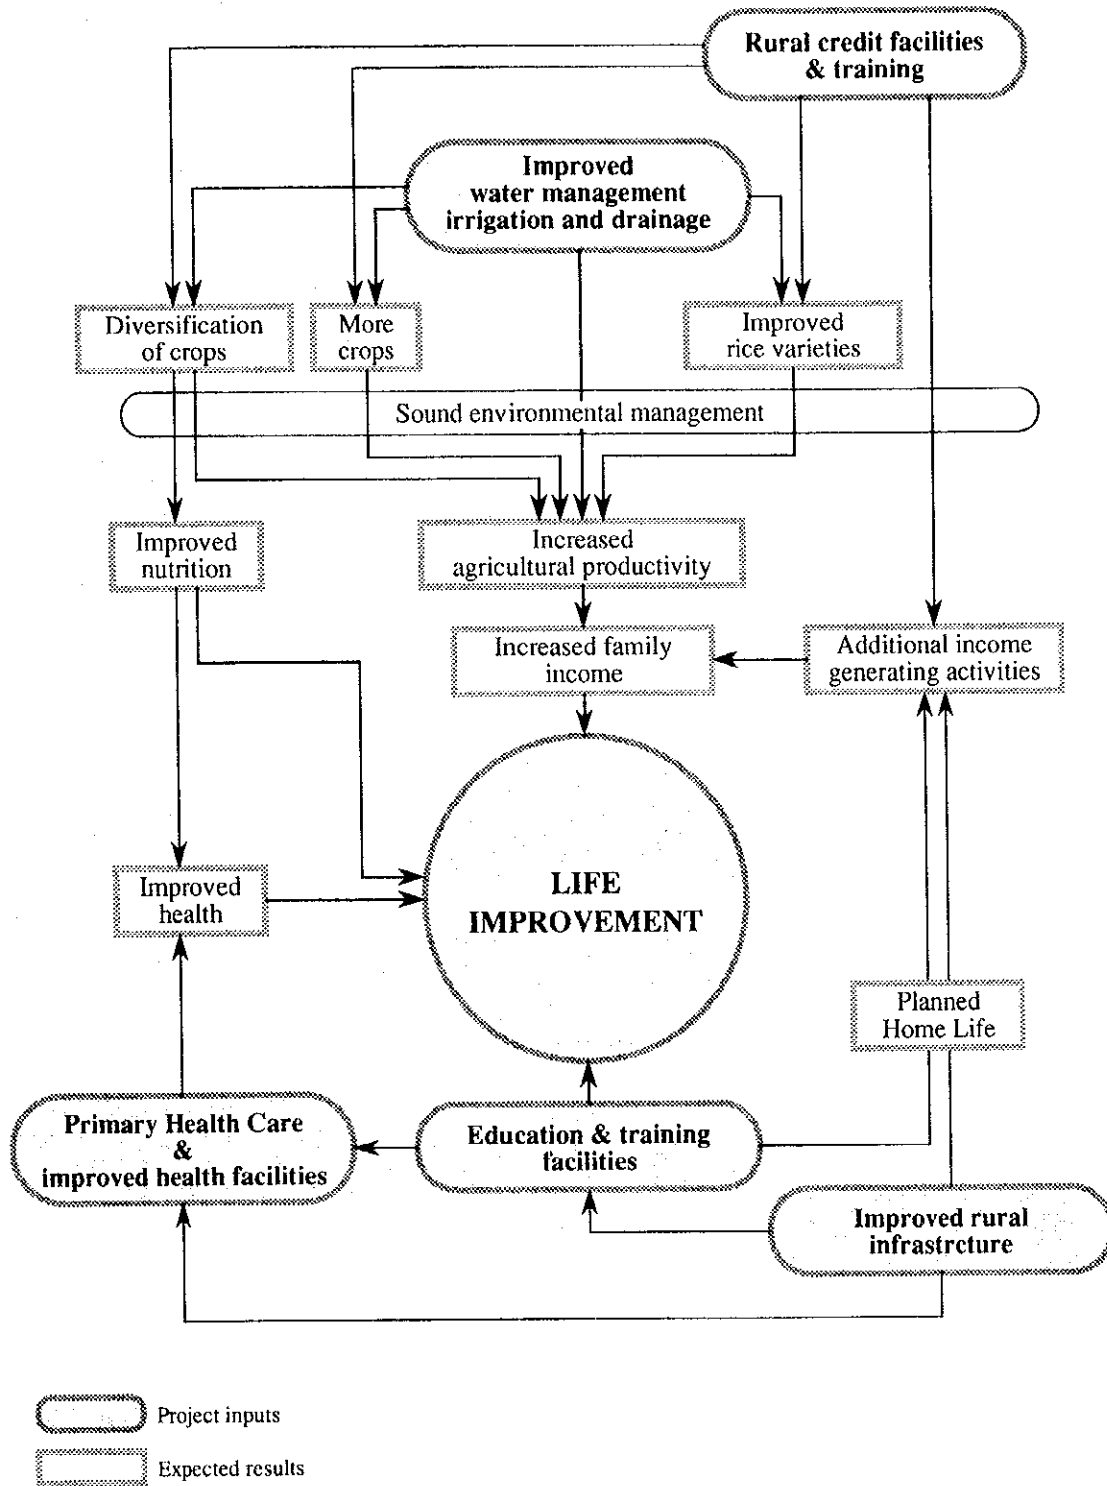 Rural credit facilities
& training
Improved
water management
irrigation and drainage
Diversification
of crops
More
crops
Improved
rice varieties
Sound environmental management
Improved
nutrition
Increased
agricultural productivity
Increased family
income
Additional income
generating activities
LIFE
IMPROVEMENT
Improved
health
Planned
Home Life
Primary Health Care
&
improved health facilities
Education & training
facilities
Improved rural
infrastrcture
Project inputs
Expected results